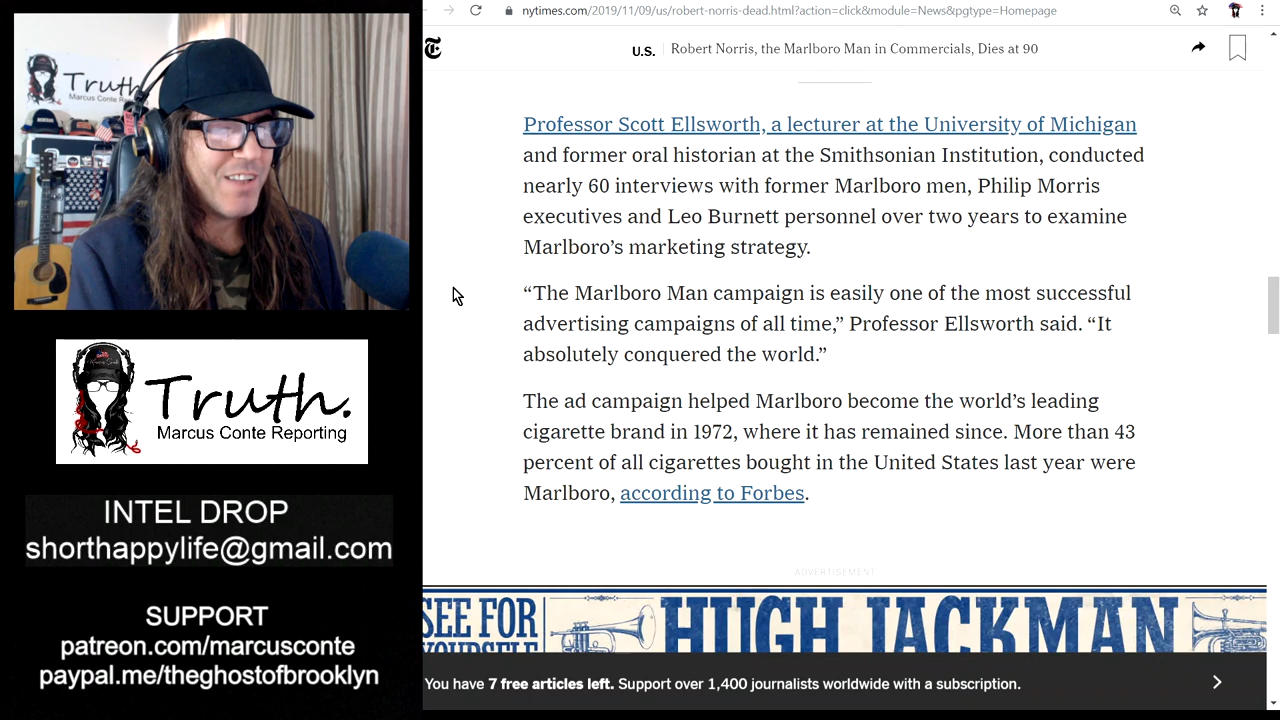 nytimes.com/2019/11/09/us/robert-norris-dead.html?action=click&module=News&pgtype=Homepage
U.S. | Robert Norris, the Marlboro Man in Commercials, Dies at 90
Truth.
Marcus Conte Reporting
Professor Scott Ellsworth, a lecturer at the University of Michigan
and former oral historian at the Smithsonian Institution, conducted
nearly 60 interviews with former Marlboro men, Philip Morris
executives and Leo Burnett personnel over two years to examine
Marlboro’s marketing strategy.
“The Marlboro Man campaign is easily one of the most successful
advertising campaigns of all time,” Professor Ellsworth said. “It
absolutely conquered the world.”
The ad campaign helped Marlboro become the world’s leading
cigarette brand in 1972, where it has remained since. More than 43
percent of all cigarettes bought in the United States last year were
Marlboro, according to Forbes.
ADVERTISEMENT
SEE FOR
YOURSELF
HUGH JACKMAN
You have 7 free articles left. Support over 1,400 journalists worldwide with a subscription.
Truth.
Marcus Conte Reporting
INTEL DROP
shorthappylife@gmail.com
SUPPORT
patreon.com/marcusconte
paypal.me/theghostofbrooklyn